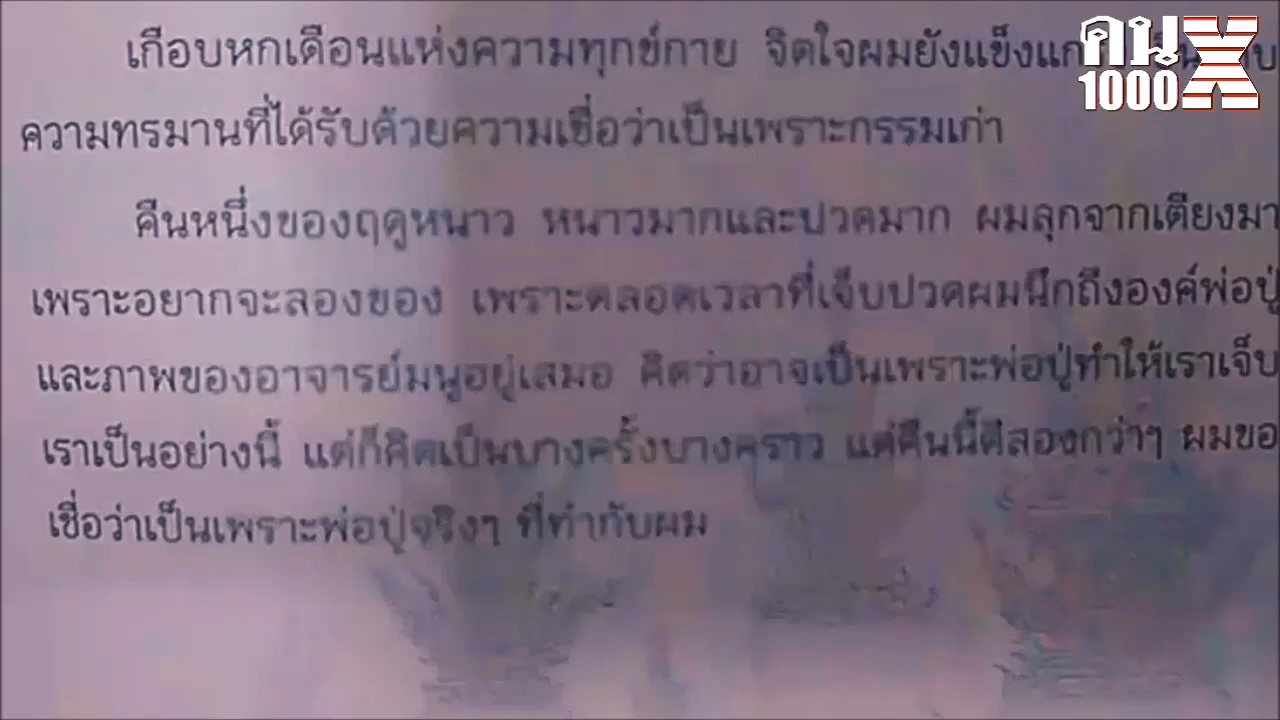 คน X
1000
เกือบหกเดือนแห่งความทุกข์กาย จิตใจผมยังแข็งแก
ความทรมานที่ได้รับด้วยความเชื่อว่าเป็นเพราะกรรมเก่า
คืนหนึ่งของฤดูหนาว หนาวมากและปวดมาก ผมลุกจากเตียงมา
เพราะอยากจะลองของ เพราะตลอดเวลาที่เจ็บปวดผมนึกถึงองค์พ่อปู่
และภาพของอาจารย์มนูอยู่เสมอ คิดว่าอาจเป็นเพราะพ่อปู่ทำให้เราเจ็บ
เราเป็นอย่างนี้ แต่ก็คิดเป็นบางครั้งบางคราว แต่คืนนี้ตีสองกว่าๆ ผมขอ
เชื่อว่าเป็นเพราะพ่อปู่จริงๆ ที่ทำกับผม